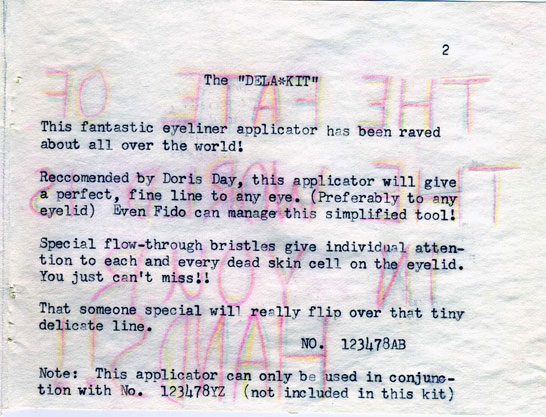 2
The "DELA*KIT"
This fantastic eyeliner applicator has been raved
about all over the world!
Reccomended by Doris Day, this applicator will give
a perfect, fine line to any eye. (Preferably to any
eyelid) Even Fido can manage this simplified tool!
Special flow-through bristles give individual atten-
tion to each and every dead skin cell on the eyelid.
You just can't miss!!
That someone special will really flip over that tiny
delicate line.
NO. 123478AB
Note: This applicator can only be used in conjunc-
tion with No. 123478YZ (not included in this kit)
THE FATE OF
THE WORLD IS
IN YOUR
HANDS!!